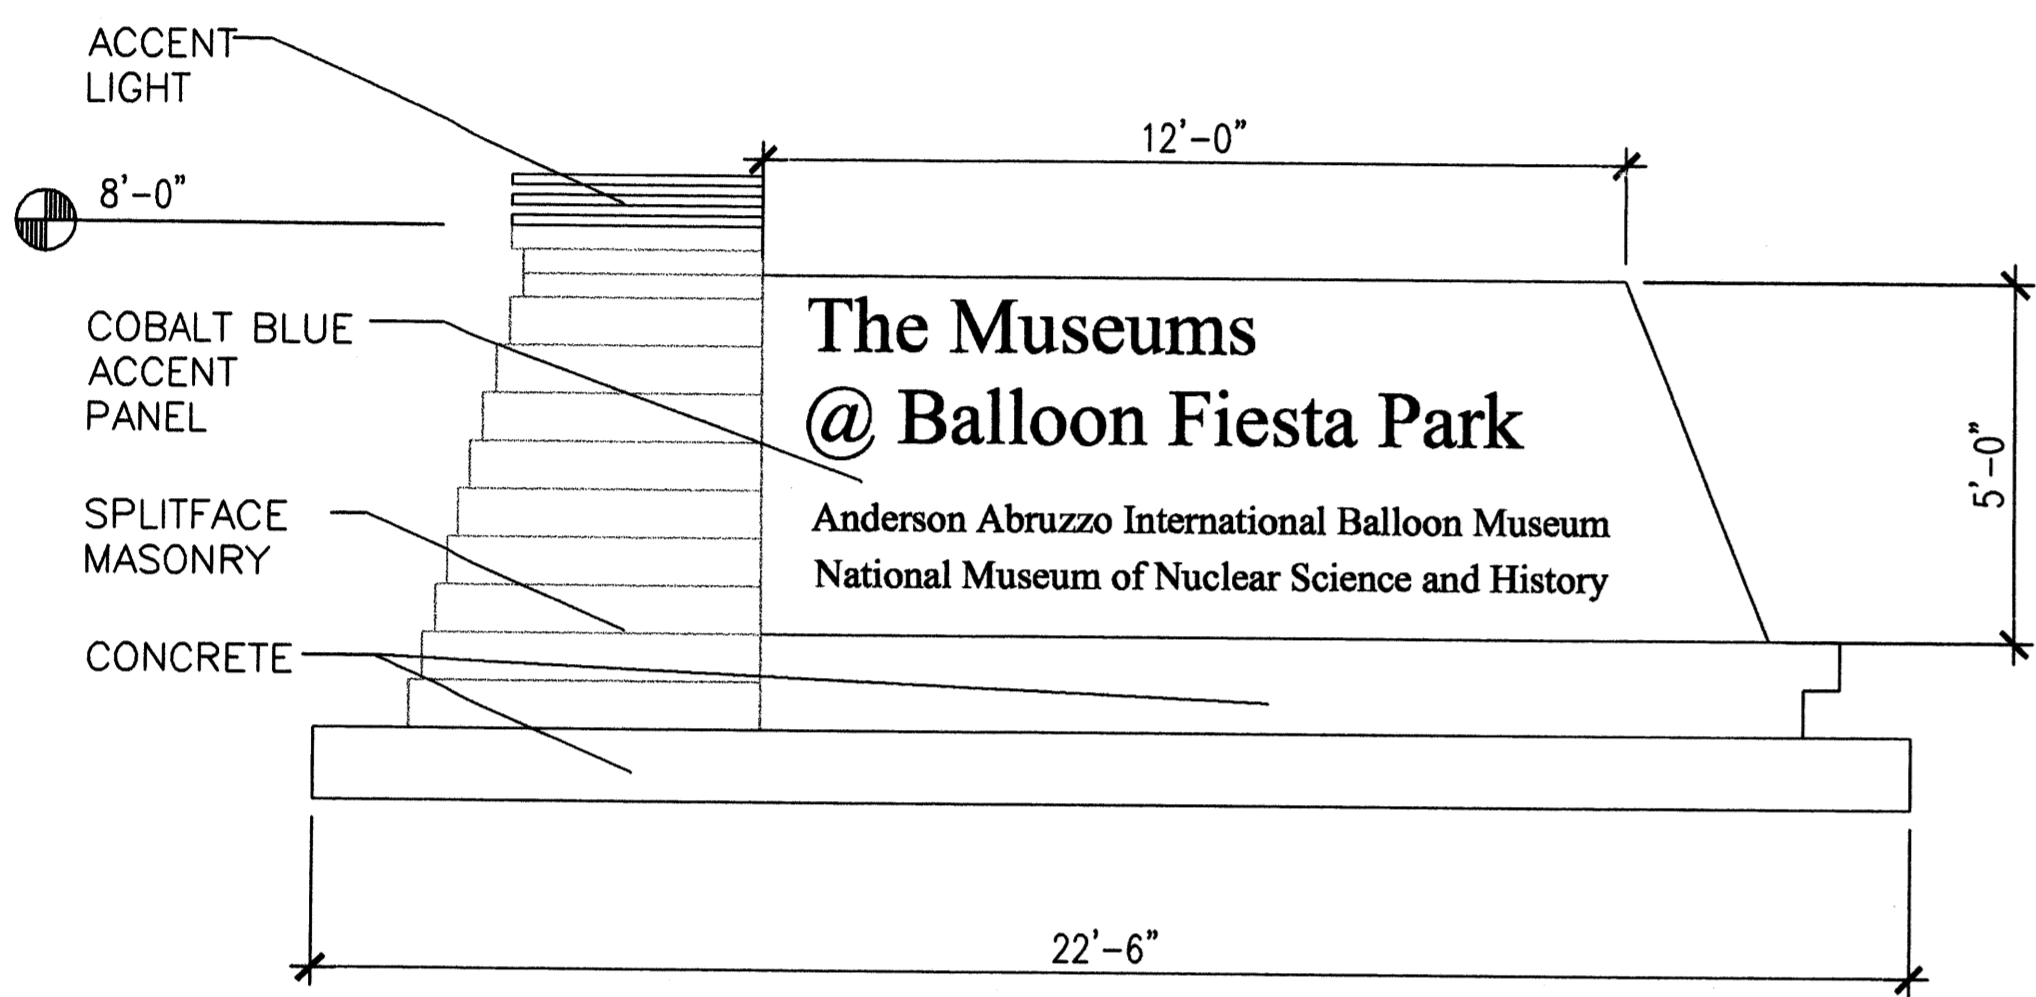 ACCENT
LIGHT
12'-0"
8'-0"
COBALT BLUE
ACCENT
PANEL
The Museums
@ Balloon Fiesta Park
Anderson Abruzzo International Balloon Museum
National Museum of Nuclear Science and History
5'-0"
SPLITFACE
MASONRY
CONCRETE
22'-6"